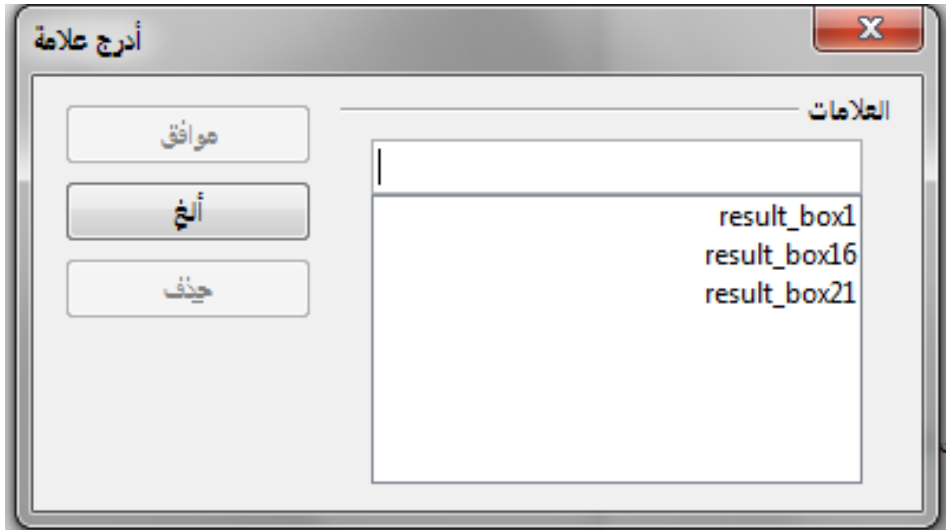 أدرج علامة
العلامات
result_box1
result_box16
result_box21
موافق
ألغ
حذف